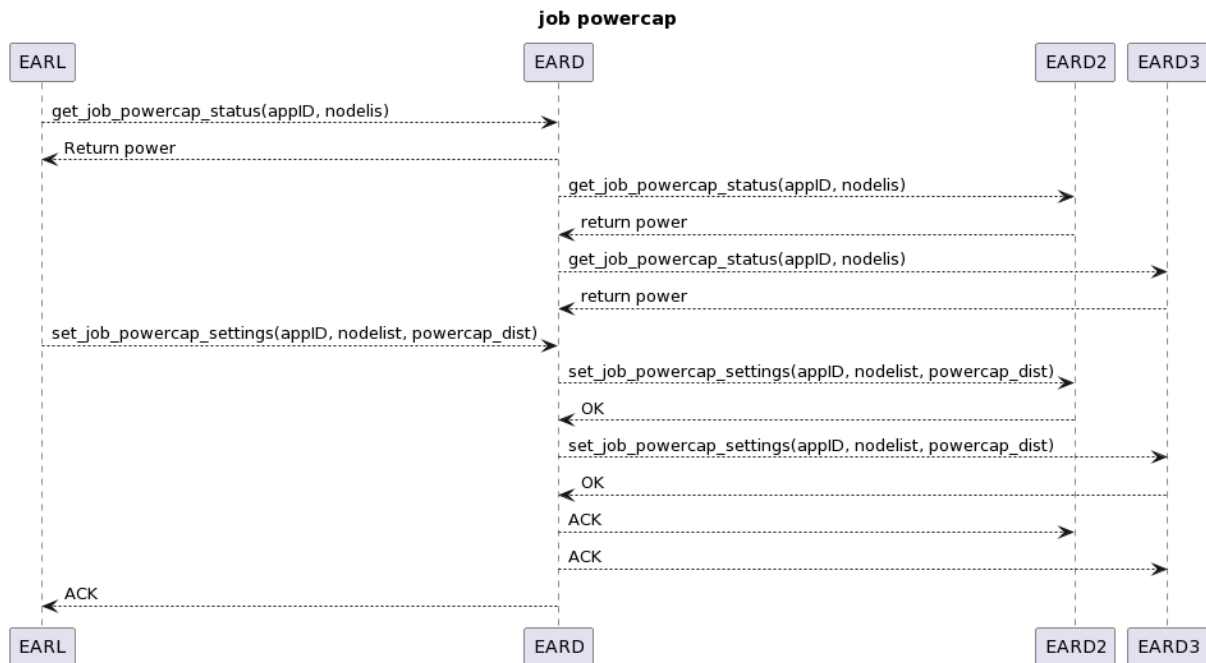 job powercap
EARL EARD EARD2 EARD3
get_job_powercap_status(appID, nodelis)
Return power
get_job_powercap_status(appID, nodelis)
return power
get_job_powercap_status(appID, nodelis)
return power
set_job_powercap_settings(appID, nodelist, powercap_dist)
set_job_powercap_settings(appID, nodelist, powercap_dist)
OK
set_job_powercap_settings(appID, nodelist, powercap_dist)
OK
ACK
ACK
ACK
EARL EARD EARD2 EARD3